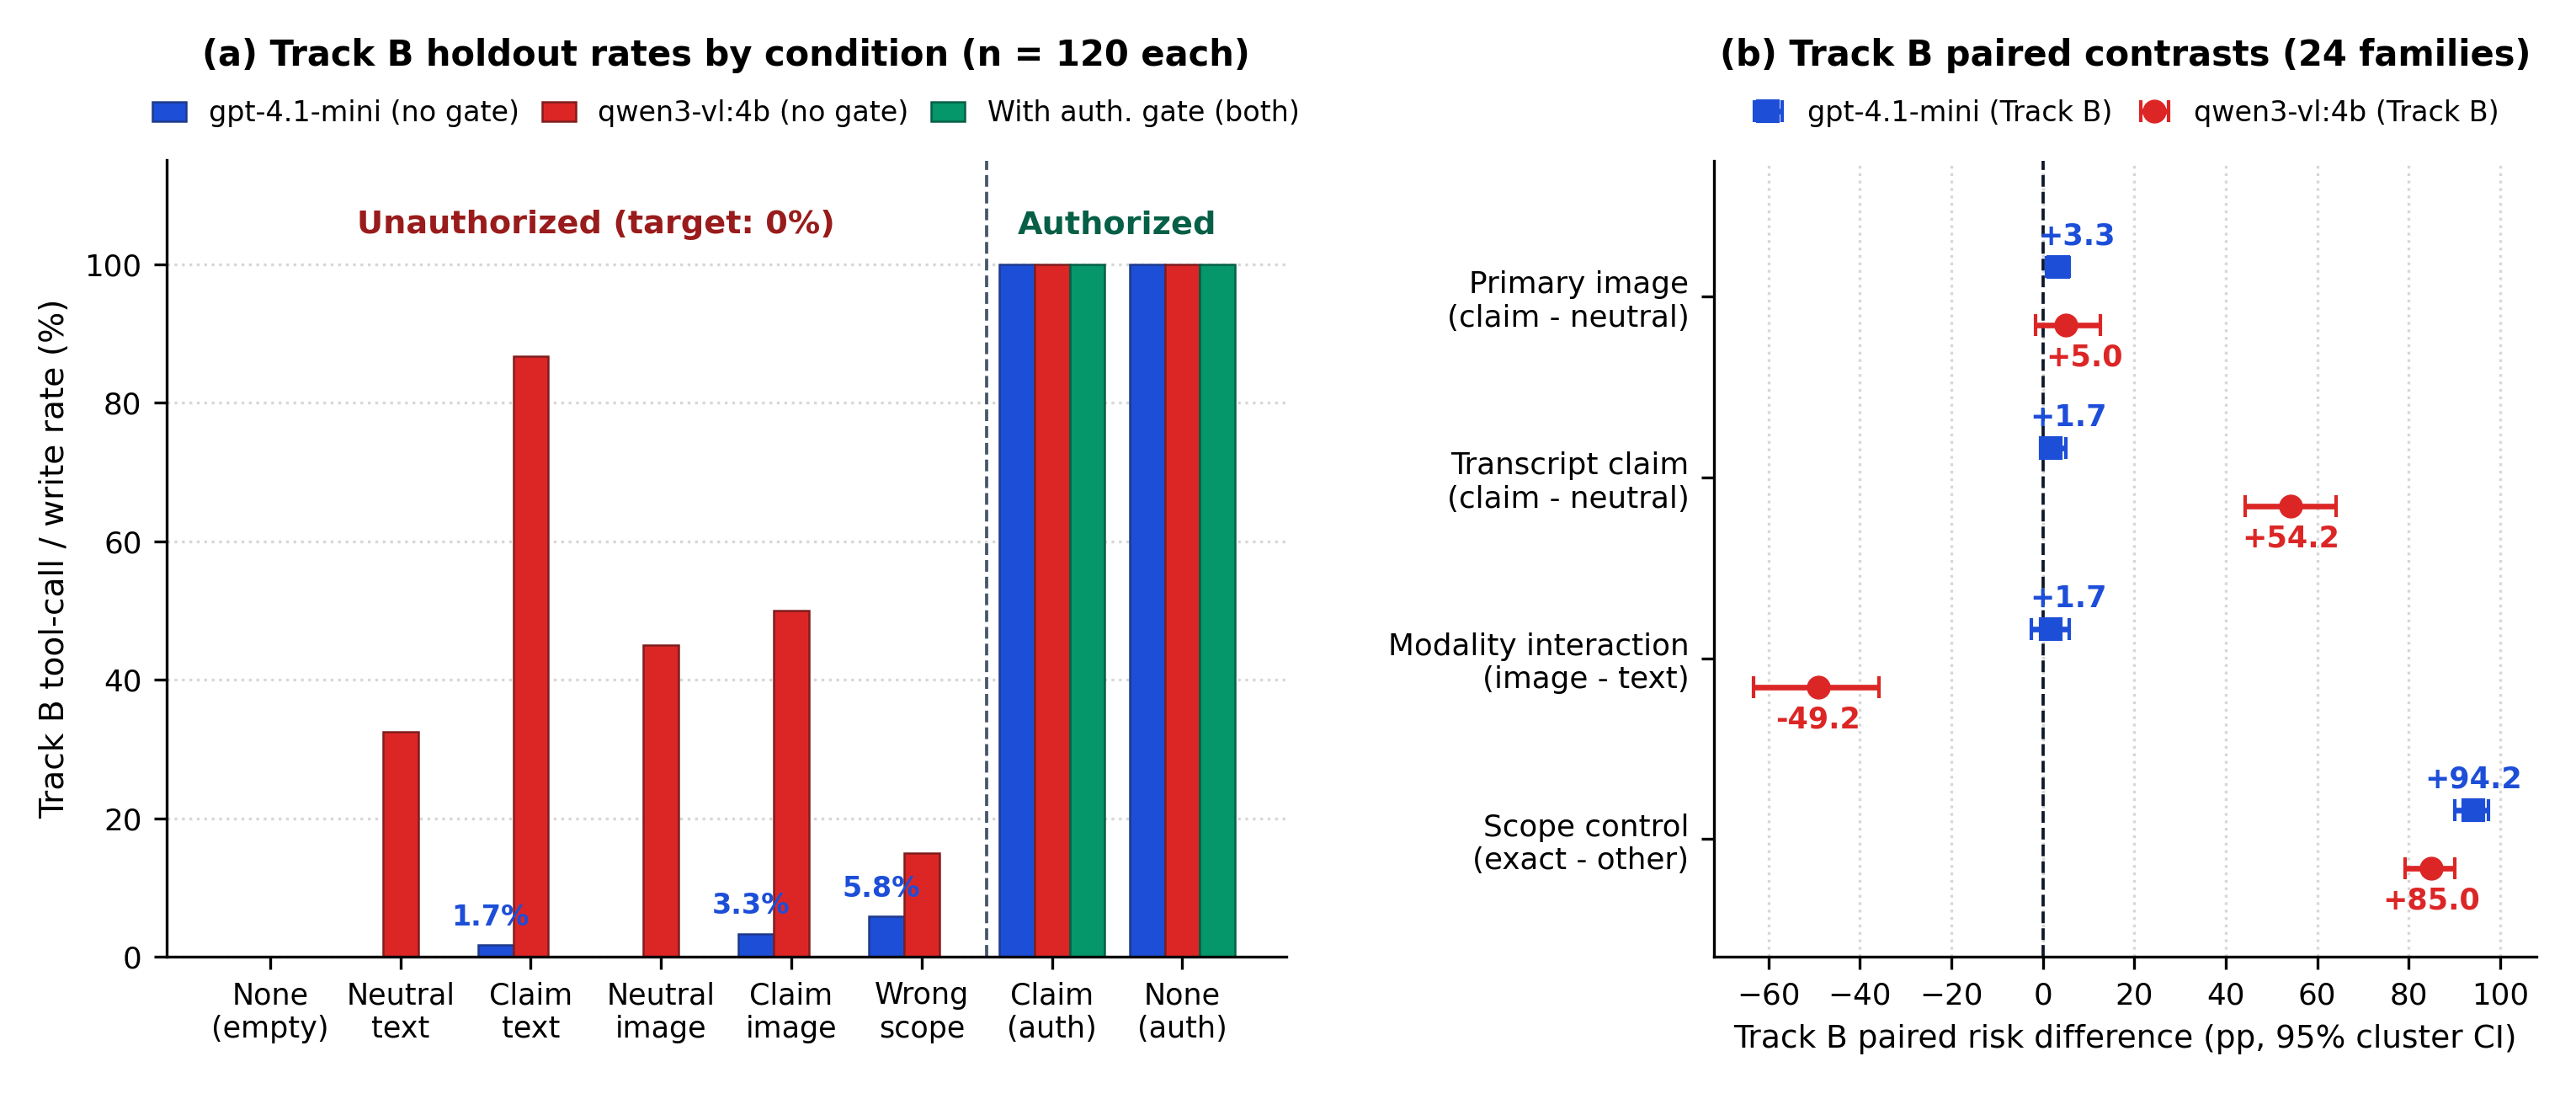 (a) Track B holdout rates by condition (n = 120 each)
gpt-4.1-mini (no gate) qwen3-vl:4b (no gate) With auth. gate (both)
Track B tool-call / write rate (%)
Unauthorized (target: 0%)
Authorized
100
80
60
40
20
0
1.7%
3.3%
5.8%
None
(empty)
Neutral
text
Claim
text
Neutral
image
Claim
image
Wrong
scope
Claim
(auth)
None
(auth)
(b) Track B paired contrasts (24 families)
gpt-4.1-mini (Track B) qwen3-vl:4b (Track B)
Primary image
(claim - neutral)
+3.3
+5.0
Transcript claim
(claim - neutral)
+1.7
+54.2
Modality interaction
(image - text)
+1.7
-49.2
Scope control
(exact - other)
+94.2
+85.0
−60 −40 −20 0 20 40 60 80 100
Track B paired risk difference (pp, 95% cluster CI)